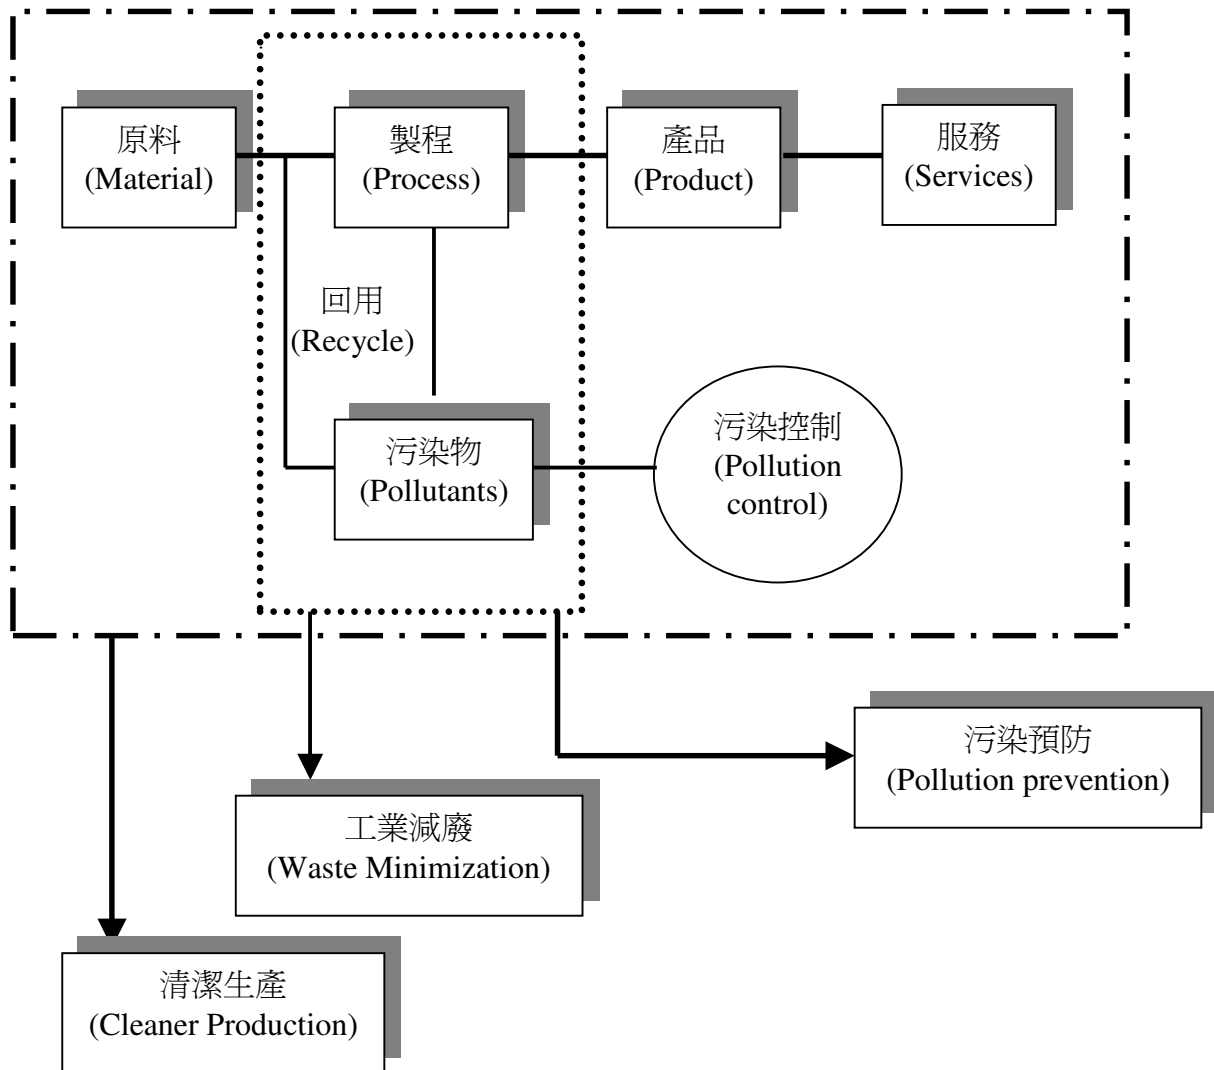 原料
(Material)
製程
(Process)
產品
(Product)
服務
(Services)
回用
(Recycle)
污染物
(Pollutants)
污染控制
(Pollution
control)
污染預防
(Pollution prevention)
工業減廢
(Waste Minimization)
清潔生產
(Cleaner Production)